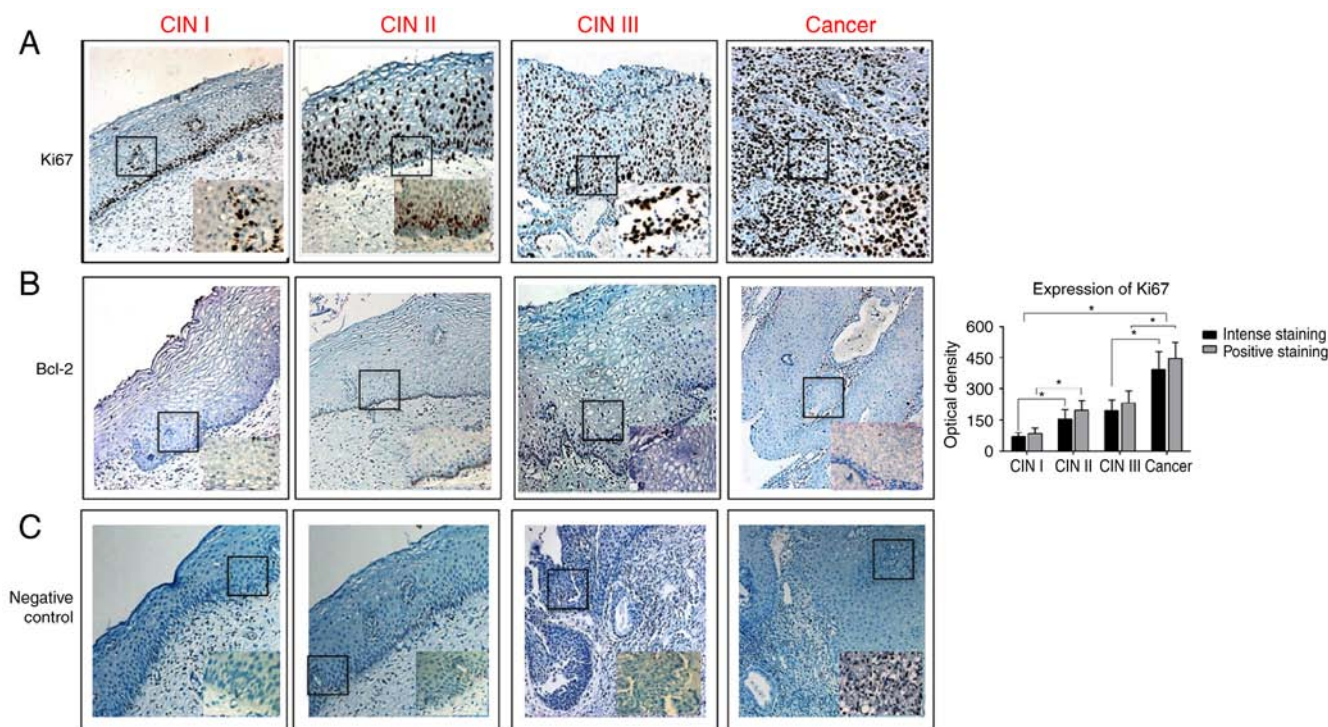 CIN I CIN II CIN III Cancer
A
Ki67
B
Bcl-2
Expression of Ki67
600
450
300
150
0
Optical density
* * * * *
Intense staining
Positive staining
CIN I CIN II CIN III Cancer
C
Negative
control